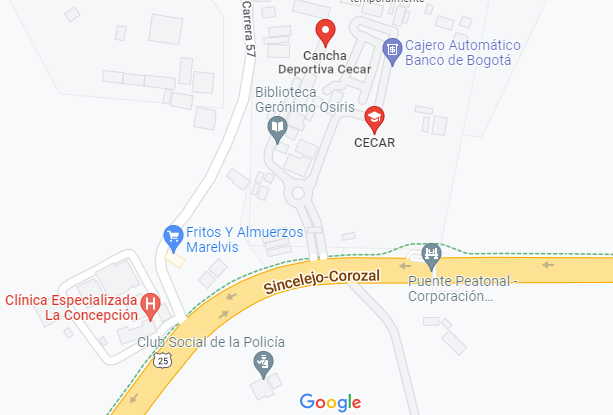 temporalmente
Carrera 57
Cancha
Deportiva Cecar
Cajero Automático
Banco de Bogotá
Biblioteca
Gerónimo Osiris
CECAR
Fritos Y Almuerzos
Marelvis
Sincelejo-Corozal
Puente Peatonal -
Corporación...
Clínica Especializada
La Concepción
H
25
Club Social de la Policía
Google